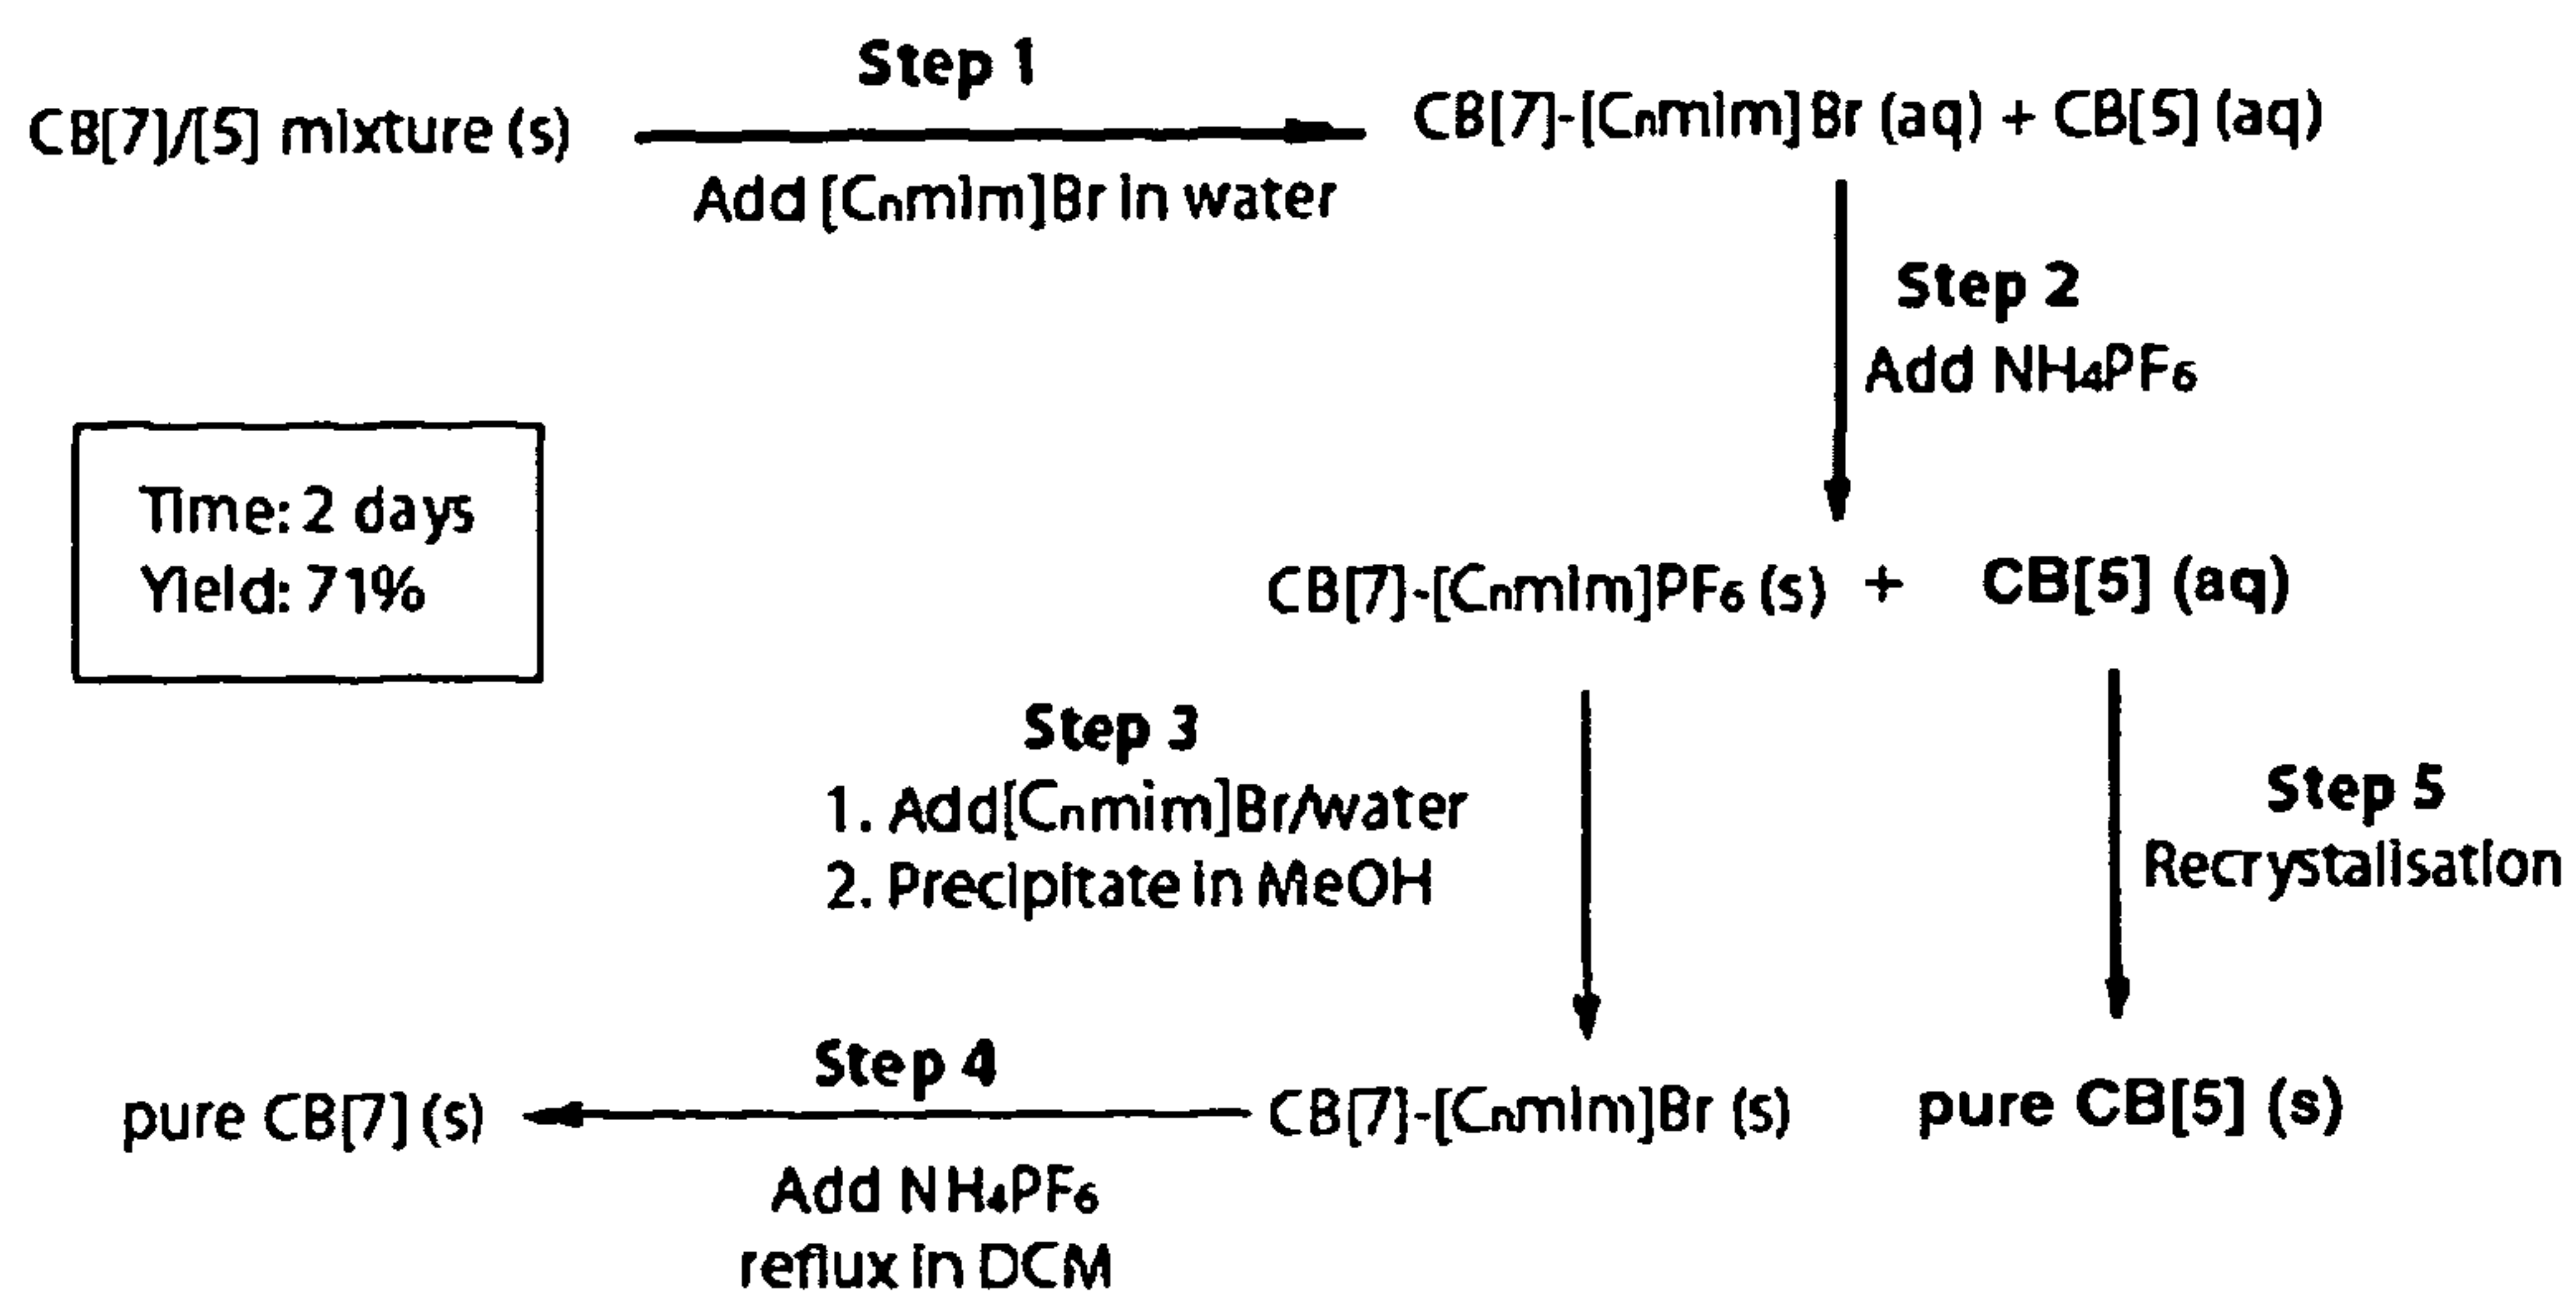 Step 1
CB[7]/[5] mixture (s)
CB[7]-[Cnmim]Br (aq) + CB[5] (aq)
Add [Cnmim]Br in water
Step 2
Add NH4PF6
Time: 2 days
Yield: 71%
CB[7]-[Cnmim]PF6 (s) + CB[5] (aq)
Step 3
1. Add[Cnmim]Br/water
2. Precipitate in MeOH
Step 5
Recrystalisation
Step 4
pure CB[7] (s)
CB[7]-[Cnmim]Br (s)
pure CB[5] (s)
Add NH4PF6
reflux in DCM